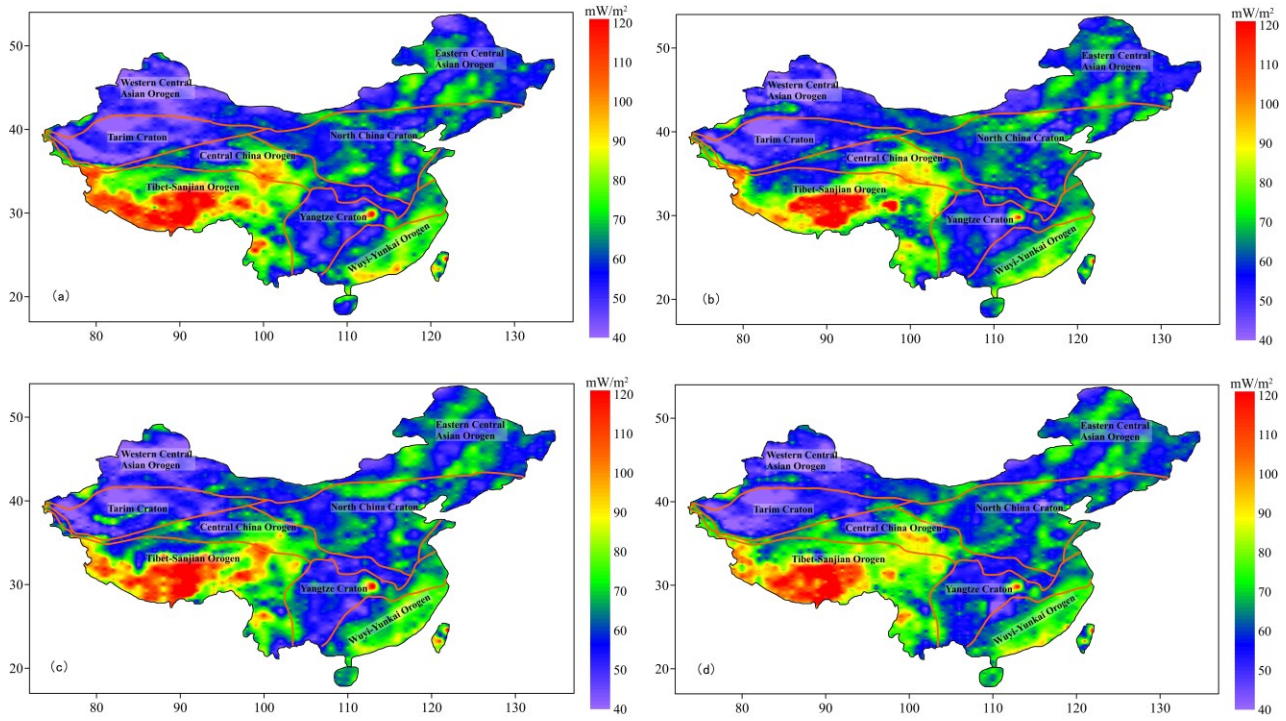 mW/m²
120
110
100
90
80
70
60
50
40
50
40
30
20
Eastern Central
Asian Orogen
Western Central
Asian Orogen
Tarim Craton
North China Craton
Central China Orogen
Tibet-Sanjian Orogen
Yangtze Craton
Wuyi-Yunkai Orogen
(a)
80
90
100
110
120
130
mW/m²
120
110
100
90
80
70
60
50
40
50
40
30
20
Eastern Central
Asian Orogen
Western Central
Asian Orogen
Tarim Craton
North China Craton
Central China Orogen
Tibet-Sanjian Orogen
Yangtze Craton
Wuyi-Yunkai Orogen
(b)
80
90
100
110
120
130
mW/m²
120
110
100
90
80
70
60
50
40
50
40
30
20
Eastern Central
Asian Orogen
Western Central
Asian Orogen
Tarim Craton
North China Craton
Central China Orogen
Tibet-Sanjian Orogen
Yangtze Craton
Wuyi-Yunkai Orogen
(c)
80
90
100
110
120
130
mW/m²
120
110
100
90
80
70
60
50
40
50
40
30
20
Eastern Central
Asian Orogen
Western Central
Asian Orogen
Tarim Craton
North China Craton
Central China Orogen
Tibet-Sanjian Orogen
Yangtze Craton
Wuyi-Yunkai Orogen
(d)
80
90
100
110
120
130